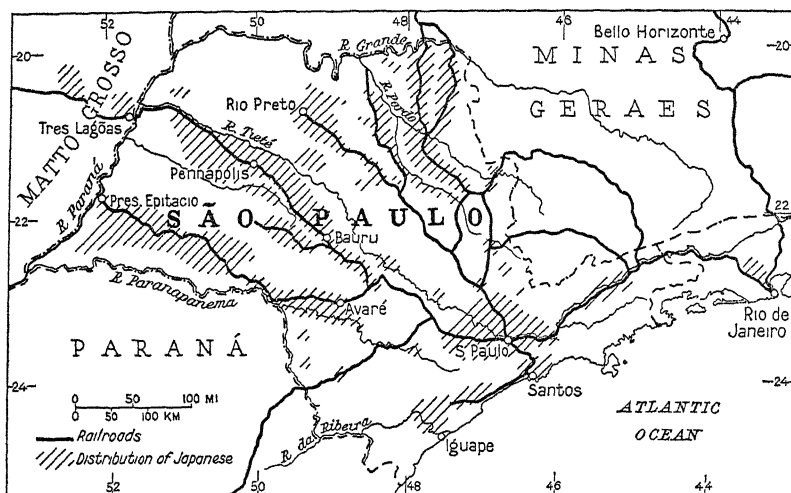 52
50
48
46
44
20
20
Bello Horizonte
MINAS
GERAES
MATTO GROSSO
R. Grande
R. Pardo
Rio Preto
Tres Lagôas
R. Tieté
Pennápolis
R. Paraná
Pres. Epitacio
22
22
SÃO PAULO
Bauru
R. Paranapanema
Avaré
Rio de
Janeiro
PARANÁ
S. Paulo
24
24
Santos
0 50 100 MI
0 50 100 KM
ATLANTIC
OCEAN
Railroads
R. da Ribeira
Iguape
Distribution of Japanese
52
50
48
46
44